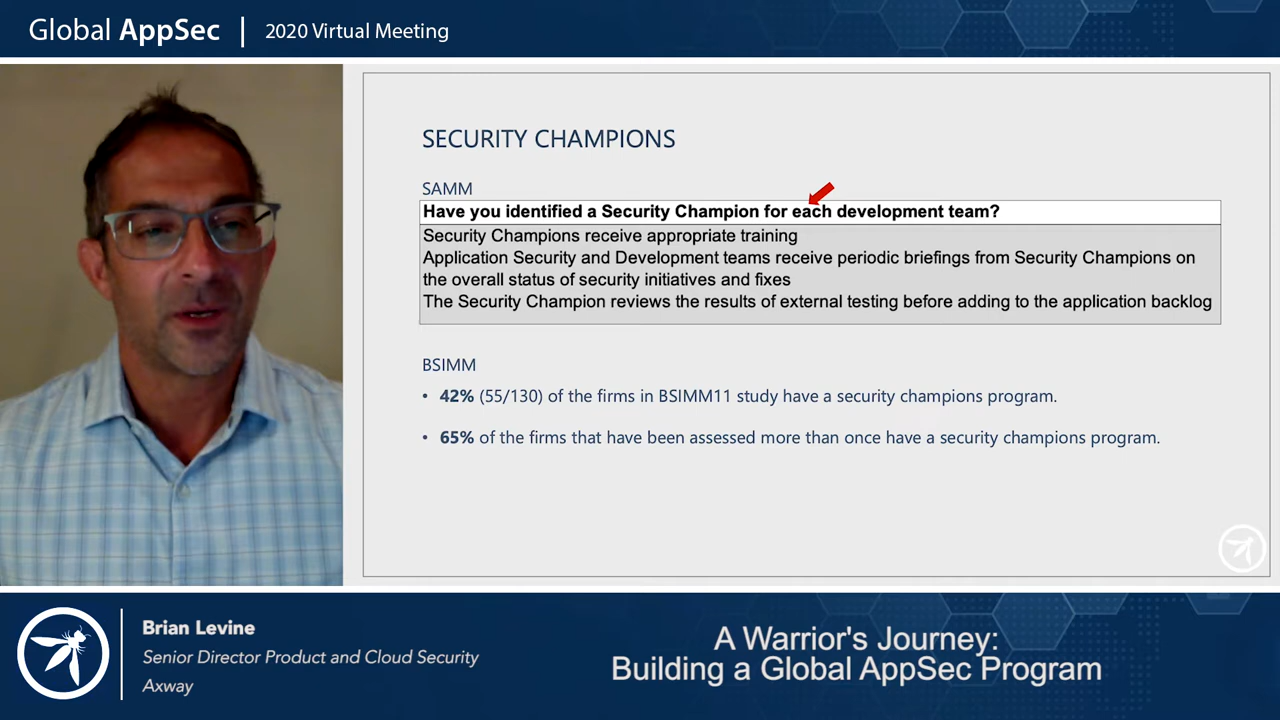 Global AppSec | 2020 Virtual Meeting
SECURITY CHAMPIONS
SAMM
Have you identified a Security Champion for each development team?
Security Champions receive appropriate training
Application Security and Development teams receive periodic briefings from Security Champions on
the overall status of security initiatives and fixes
The Security Champion reviews the results of external testing before adding to the application backlog
BSIMM
• 42% (55/130) of the firms in BSIMM11 study have a security champions program.
• 65% of the firms that have been assessed more than once have a security champions program.
Brian Levine
Senior Director Product and Cloud Security
Axway
A Warrior's Journey:
Building a Global AppSec Program